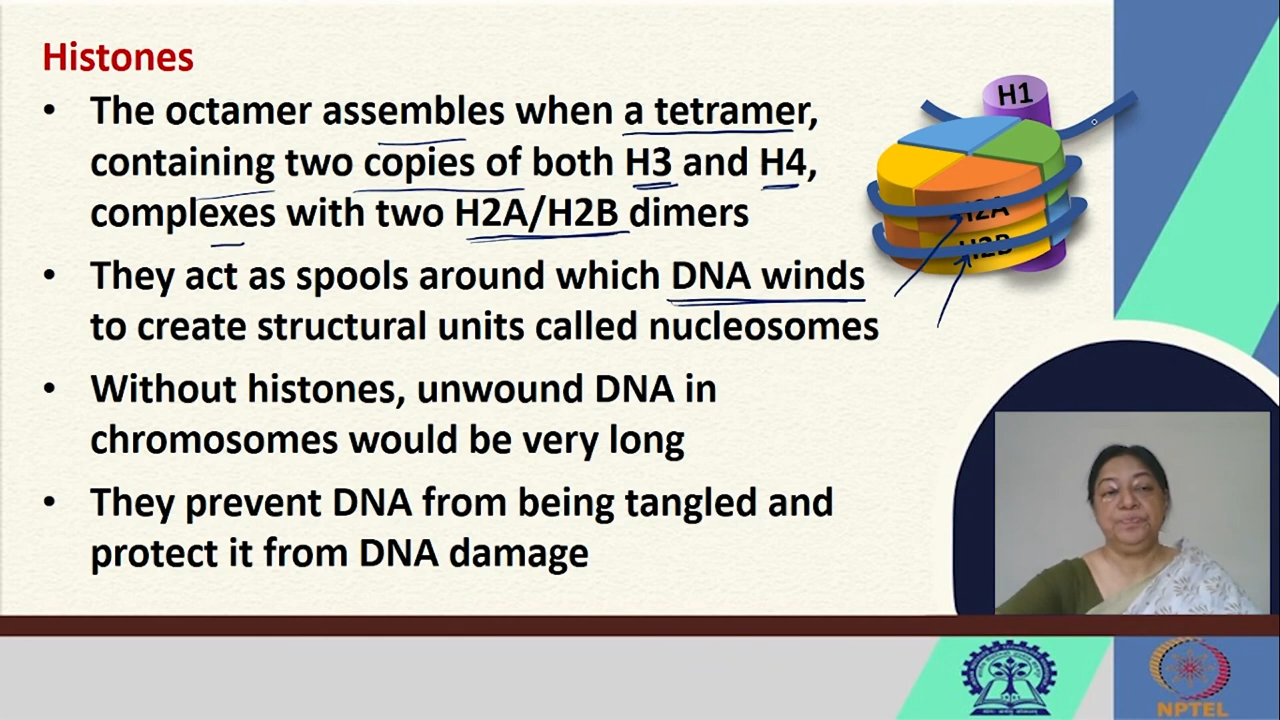 Histones
• The octamer assembles when a tetramer,
containing two copies of both H3 and H4,
complexes with two H2A/H2B dimers
• They act as spools around which DNA winds
to create structural units called nucleosomes
• Without histones, unwound DNA in
chromosomes would be very long
• They prevent DNA from being tangled and
protect it from DNA damage
H1
H2A
H2B
NPTEL